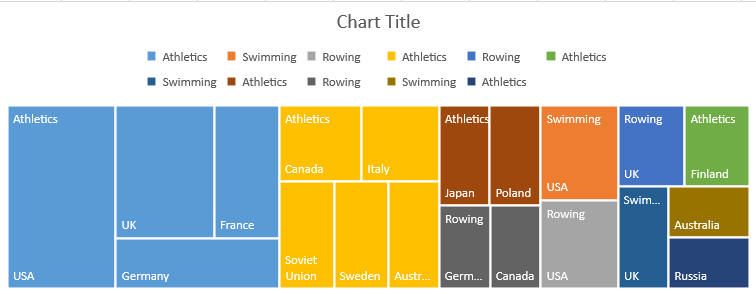 Chart Title
Athletics Swimming Rowing Athletics Rowing Athletics
Swimming Athletics Rowing Swimming Athletics
Athletics
USA
UK
France
Germany
Athletics
Canada
Italy
Soviet
Union
Sweden
Austr...
Athletics
Japan
Poland
Rowing
Germ...
Canada
Swimming
USA
Rowing
USA
Rowing
UK
Athletics
Finland
Swim...
UK
Australia
Russia